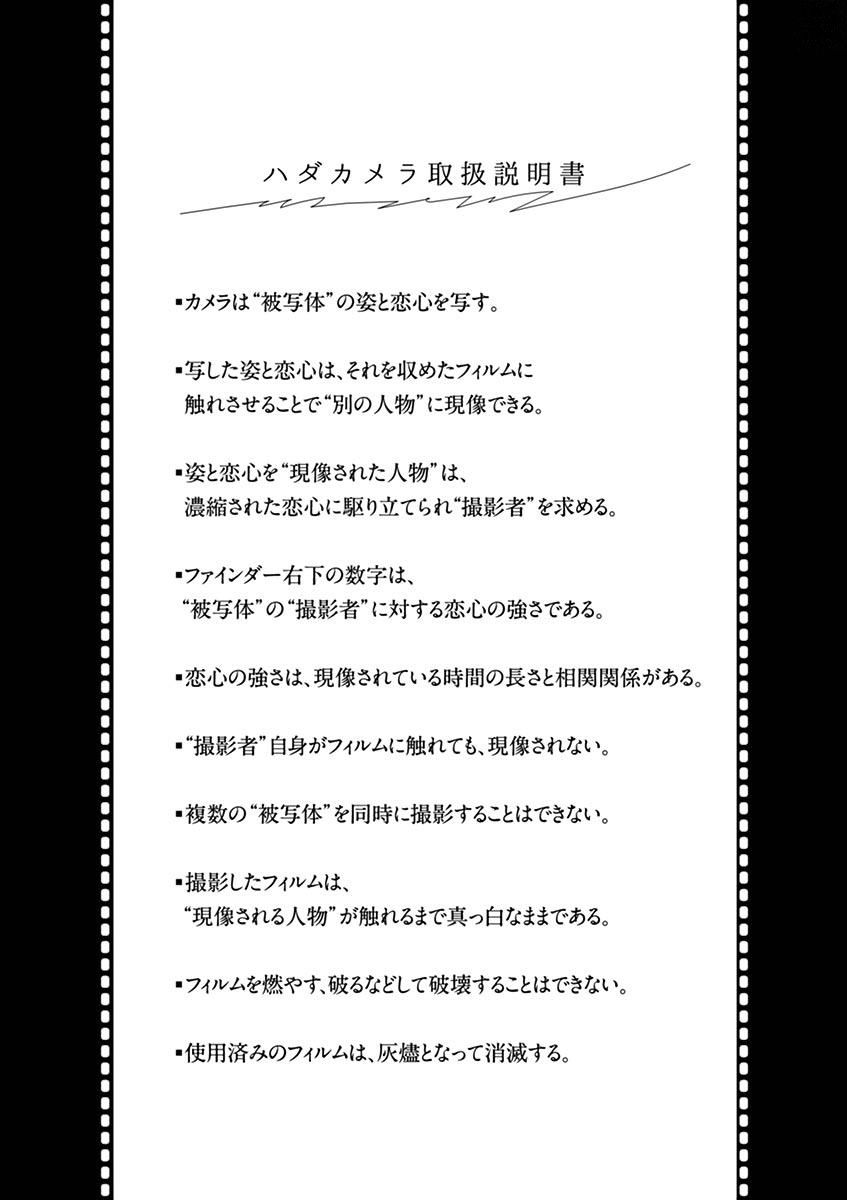 ハダカメラ取扱説明書
▪カメラは“被写体”の姿と恋心を写す。
▪写した姿と恋心は、それを収めたフィルムに
触れさせることで“別の人物”に現像できる。
▪姿と恋心を“現像された人物”は、
濃縮された恋心に駆り立てられ“撮影者”を求める。
▪ファインダー右下の数字は、
“被写体”の“撮影者”に対する恋心の強さである。
▪恋心の強さは、現像されている時間の長さと相関関係がある。
▪“撮影者”自身がフィルムに触れても、現像されない。
▪複数の“被写体”を同時に撮影することはできない。
▪撮影したフィルムは、
“現像される人物”が触れるまで真っ白なままである。
▪フィルムを燃やす、破るなどして破壊することはできない。
▪使用済みのフィルムは、灰燼となって消滅する。